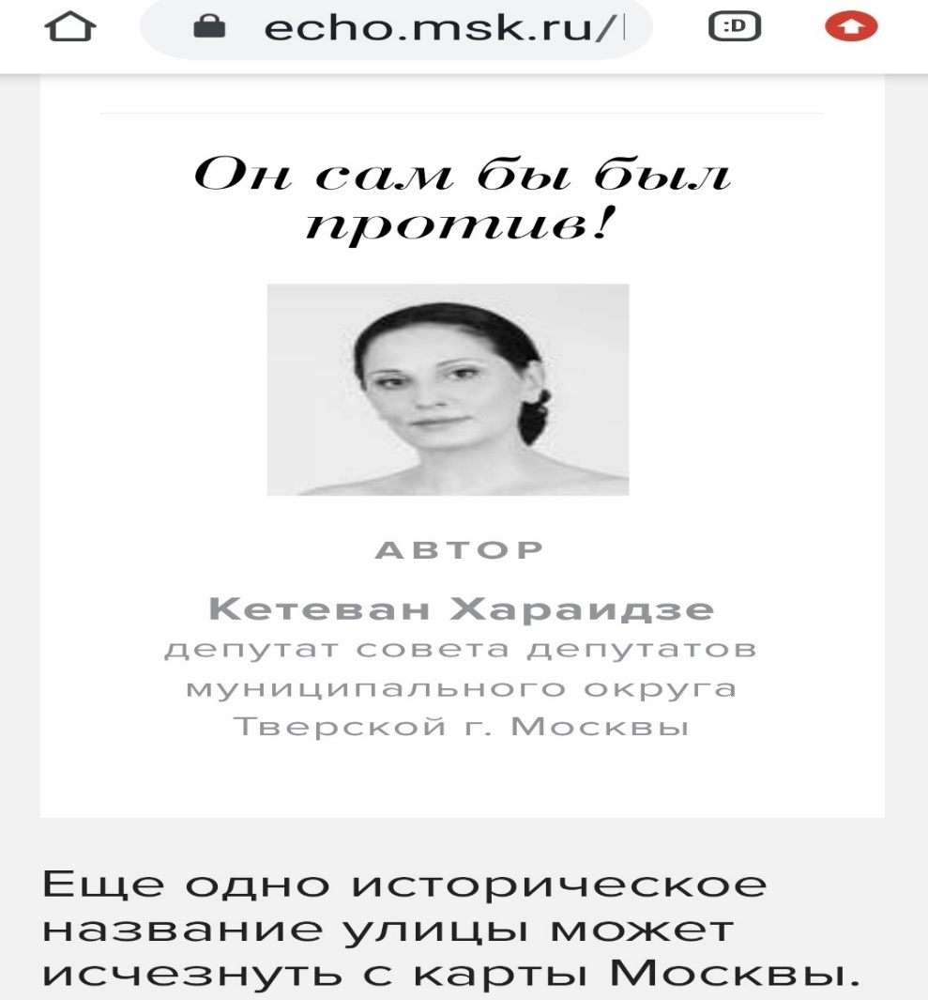 echo.msk.ru/
:D
Он сам бы был
против!
АВТОР
Кетеван Хараидзе
депутат совета депутатов
муниципального округа
Тверской г. Москвы
Еще одно историческое
название улицы может
исчезнуть с карты Москвы.